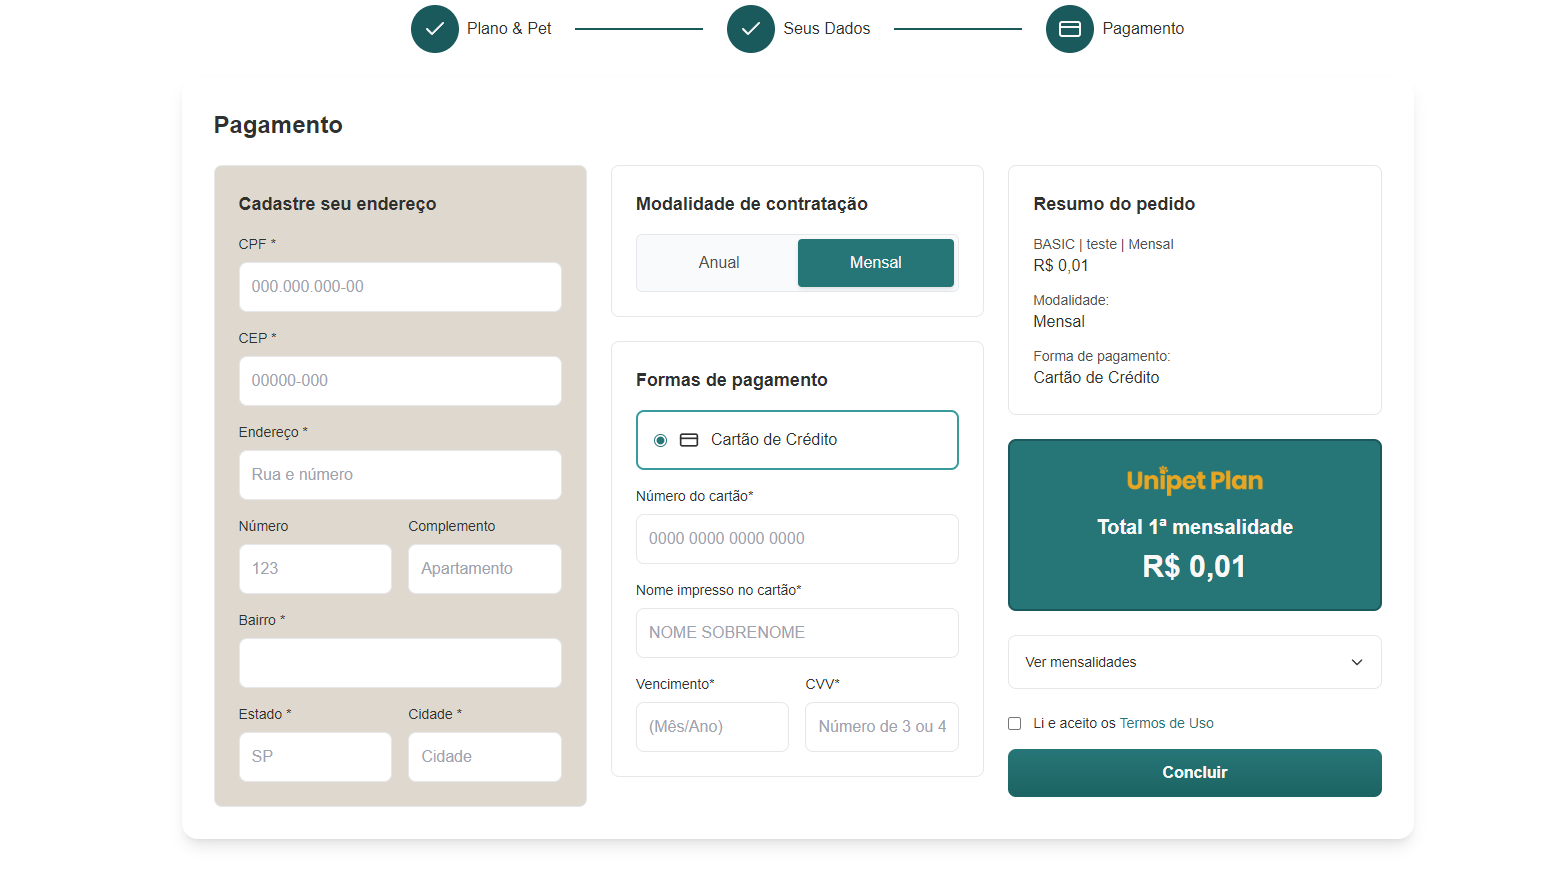 Plano & Pet
Seus Dados
Pagamento
Pagamento
Cadastre seu endereço
CPF *
000.000.000-00
CEP *
00000-000
Endereço *
Rua e número
Número
Complemento
123
Apartamento
Bairro *
Estado *
Cidade *
SP
Cidade
Modalidade de contratação
Anual
Mensal
Formas de pagamento
Cartão de Crédito
Número do cartão*
0000 0000 0000 0000
Nome impresso no cartão*
NOME SOBRENOME
Vencimento*
CVV*
(Mês/Ano)
Número de 3 ou 4
Resumo do pedido
BASIC | teste | Mensal
R$ 0,01
Modalidade:
Mensal
Forma de pagamento:
Cartão de Crédito
Unipet Plan
Total 1ª mensalidade
R$ 0,01
Ver mensalidades
Li e aceito os Termos de Uso
Concluir